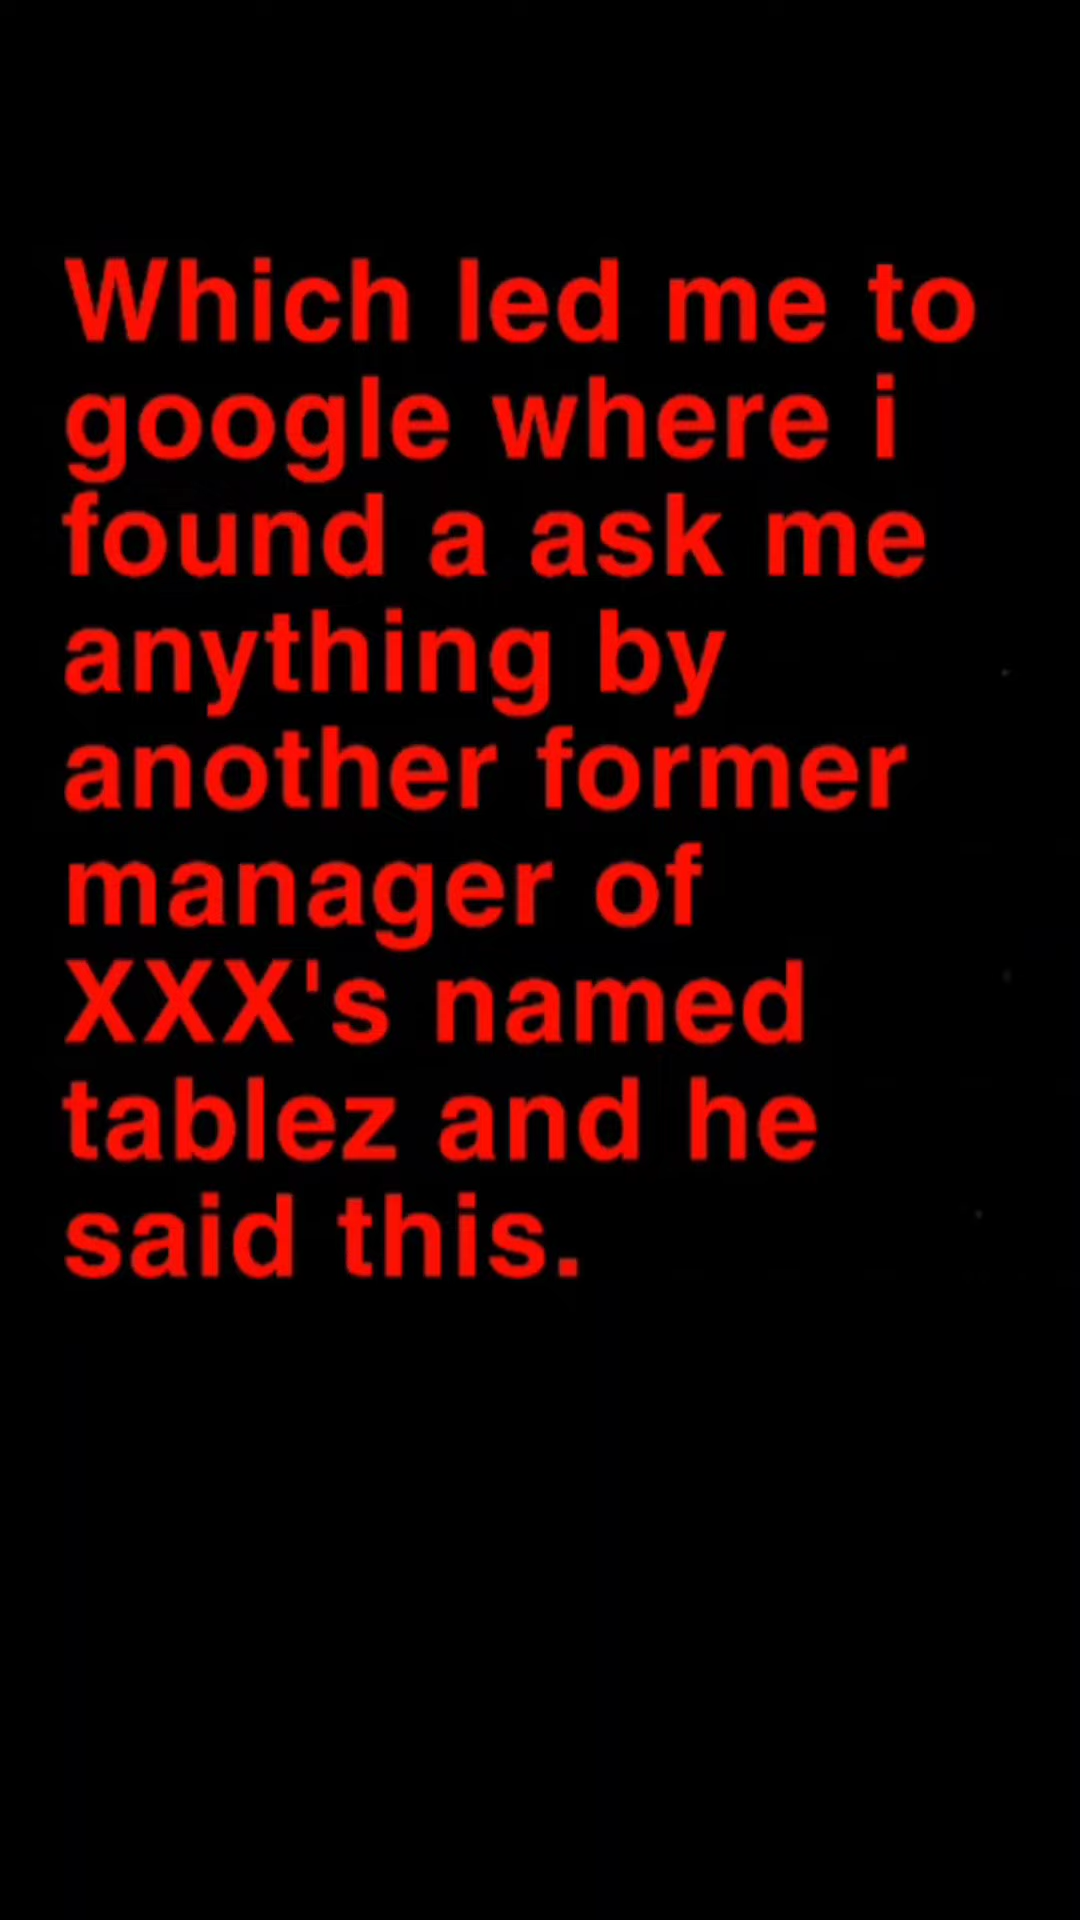 Which led me to
google where i
found a ask me
anything by
another former
manager of
XXX's named
tablez and he
said this.